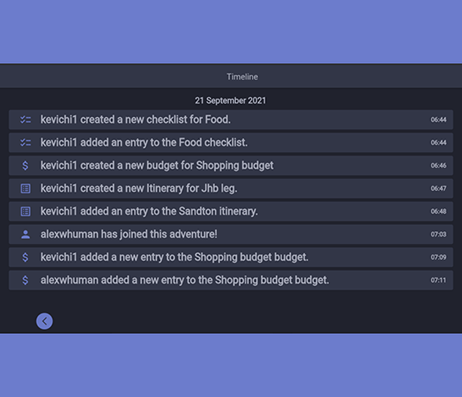 Timeline
21 September 2021
kevichi1 created a new checklist for Food. 06:44
kevichi1 added an entry to the Food checklist. 06:44
$ kevichi1 created a new budget for Shopping budget 06:46
kevichi1 created a new Itinerary for Jhb leg. 06:47
kevichi1 added an entry to the Sandton itinerary. 06:48
alexwhuman has joined this adventure! 07:03
$ kevichi1 added a new entry to the Shopping budget budget. 07:09
$ alexwhuman added a new entry to the Shopping budget budget. 07:11